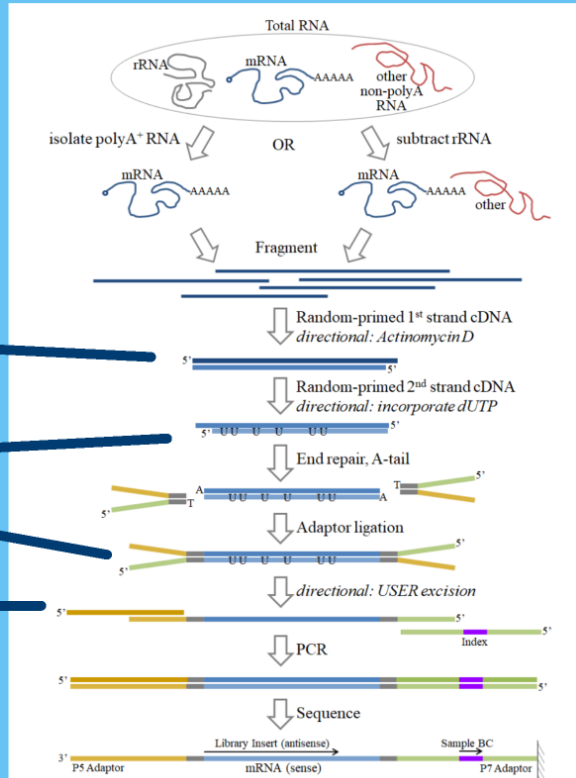 Total RNA
rRNA
mRNA
AAAAA
other
non-polyA
RNA
isolate polyA⁺ RNA
OR
subtract rRNA
mRNA
AAAAA
mRNA
AAAAA
other
Fragment
Random-primed 1ˢᵗ strand cDNA
directional: Actinomycin D
5’
5’
Random-primed 2ⁿᵈ strand cDNA
directional: incorporate dUTP
5’
5’ UU U U UU
End repair, A-tail
5’
T
A
T
UU U U UU
A
5’
Adaptor ligation
5’
UU U U UU
5’
directional: USER excision
5’
5’
5’
Index
PCR
5’
5’
Sequence
Library Insert (antisense)
Sample BC
3’
P5 Adaptor
mRNA (sense)
P7 Adaptor